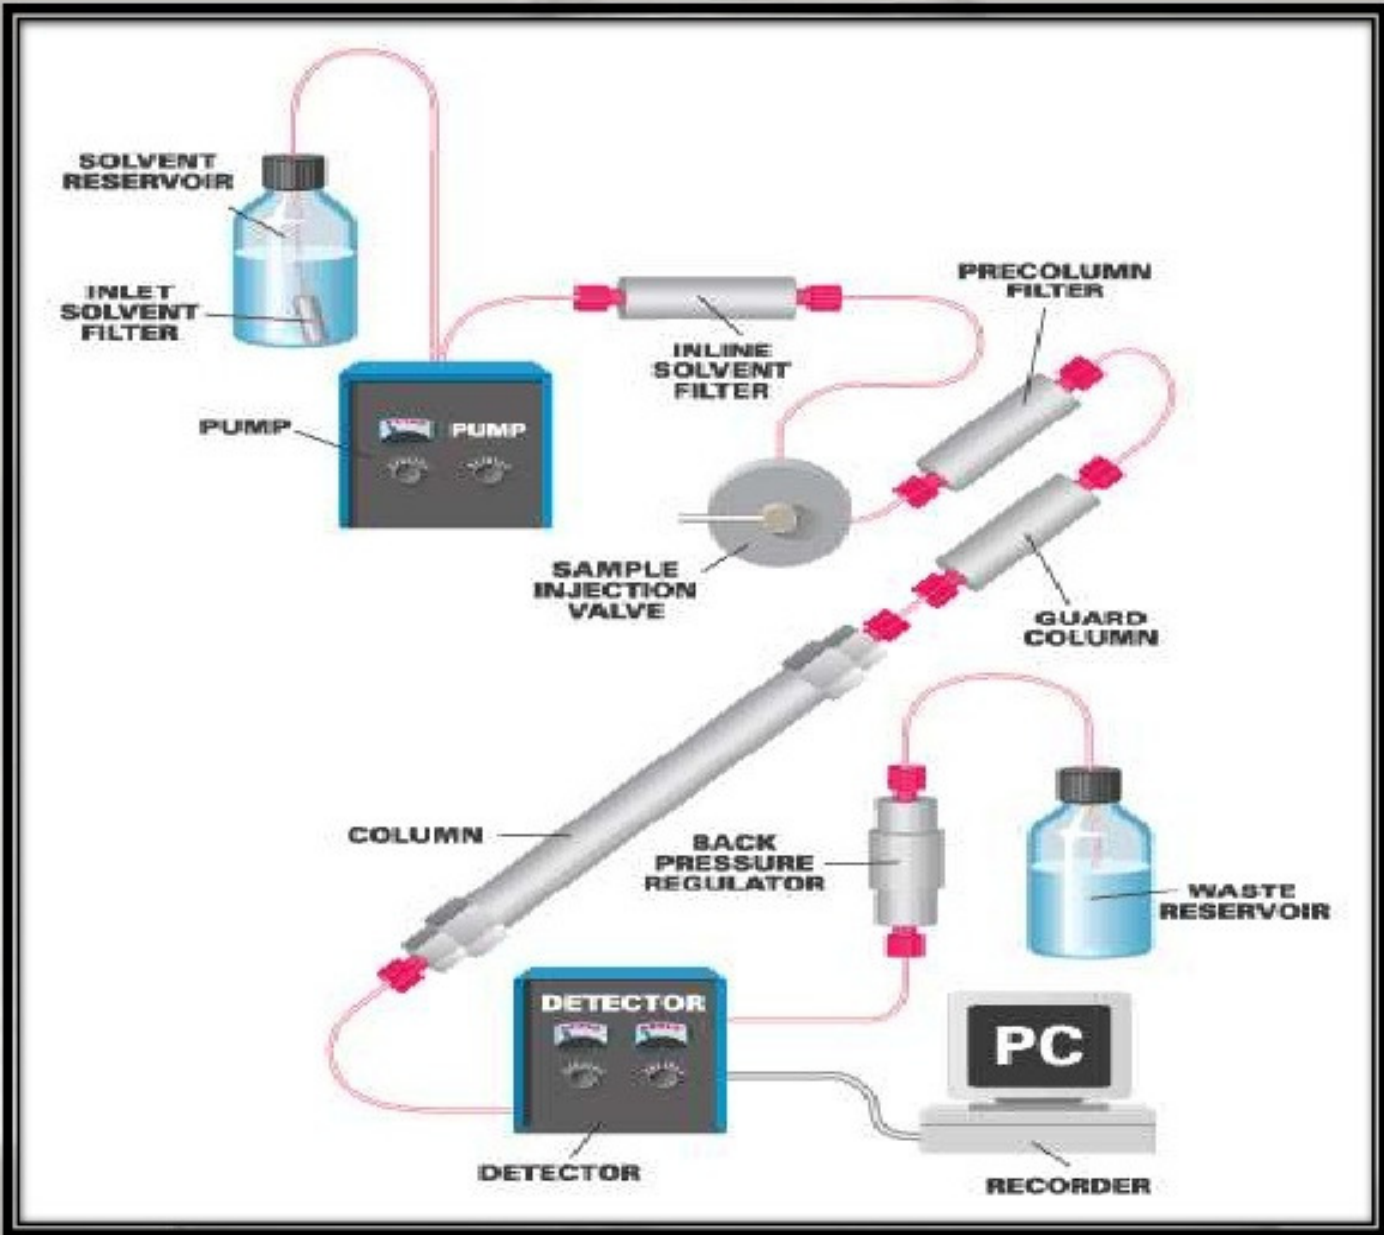 SOLVENT
RESERVOIR
INLET
SOLVENT
FILTER
PUMP
PUMP
INLINE
SOLVENT
FILTER
PRECOLUMN
FILTER
SAMPLE
INJECTION
VALVE
GUARD
COLUMN
COLUMN
BACK
PRESSURE
REGULATOR
WASTE
RESERVOIR
DETECTOR
DETECTOR
PC
RECORDER